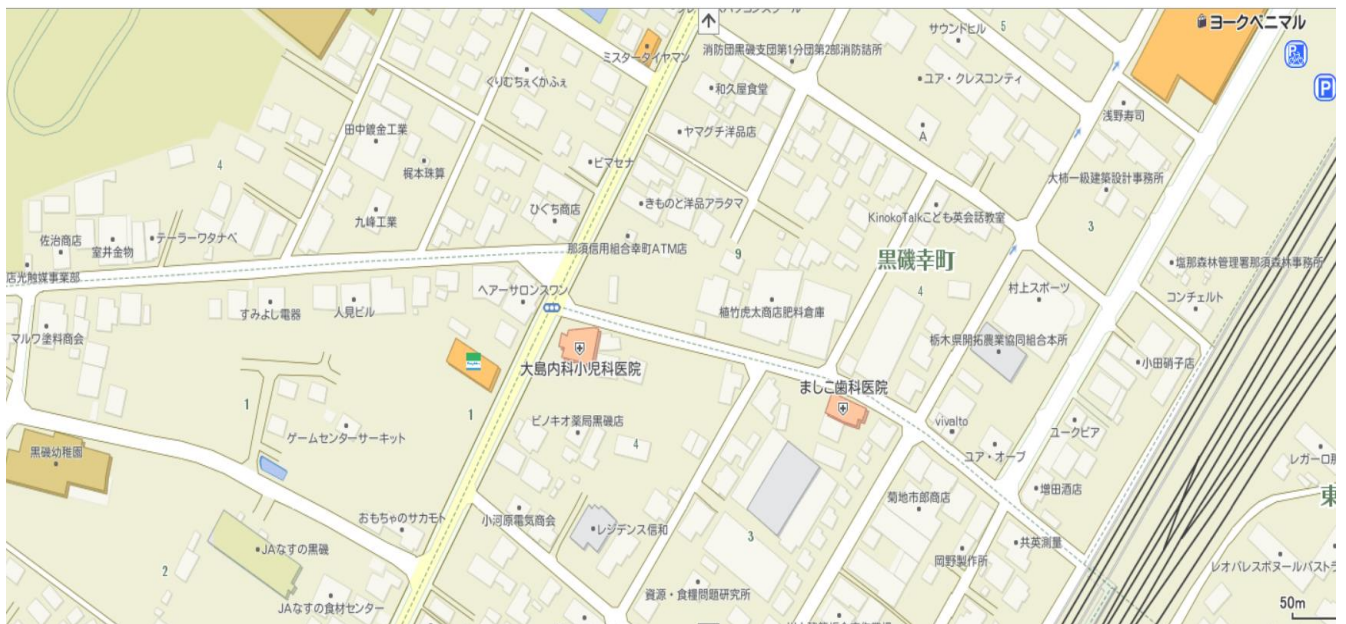 ヨークベニマル
サウンドヒル
5
消防団黒磯支団第1分団第2部消防詰所
ミスタータイヤマン
くりむちぇくかふぇ
ユア・クレスコンティ
和久屋食堂
P
浅野寿司
田中鍍金工業
ヤマグチ洋品店
A
4
梶本珠算
ビマセナ
大柿一級建築設計事務所
ひぐち商店
きものと洋品アラタマ
KinokoTalkこども英会話教室
九峰工業
3
佐治商店
室井金物
テーラーワタナベ
那須信用組合幸町ATM店
9
黒磯幸町
塩那森林管理署那須森林事務所
店光触媒事業部
ヘアーサロンスワン
4
村上スポーツ
コンチェルト
すみよし電器
人見ビル
植竹虎太商店肥料倉庫
マルワ塗料商会
栃木県開拓農業協同組合本所
大島内科小児科医院
小田硝子店
ましこ歯科医院
1
1
ピノキオ薬局黒磯店
vivalto
ゲームセンターサーキット
4
ユークビア
黒磯幼稚園
ユア・オーブ
レガーロ那
増田酒店
菊地市郎商店
東
おもちゃのサカモト
小河原電気商会
レジデンス信和
3
共英測量
JAなすの黒磯
岡野製作所
レオパレスボヌールパストラ
2
資源・食糧問題研究所
JAなすの食材センター
50m